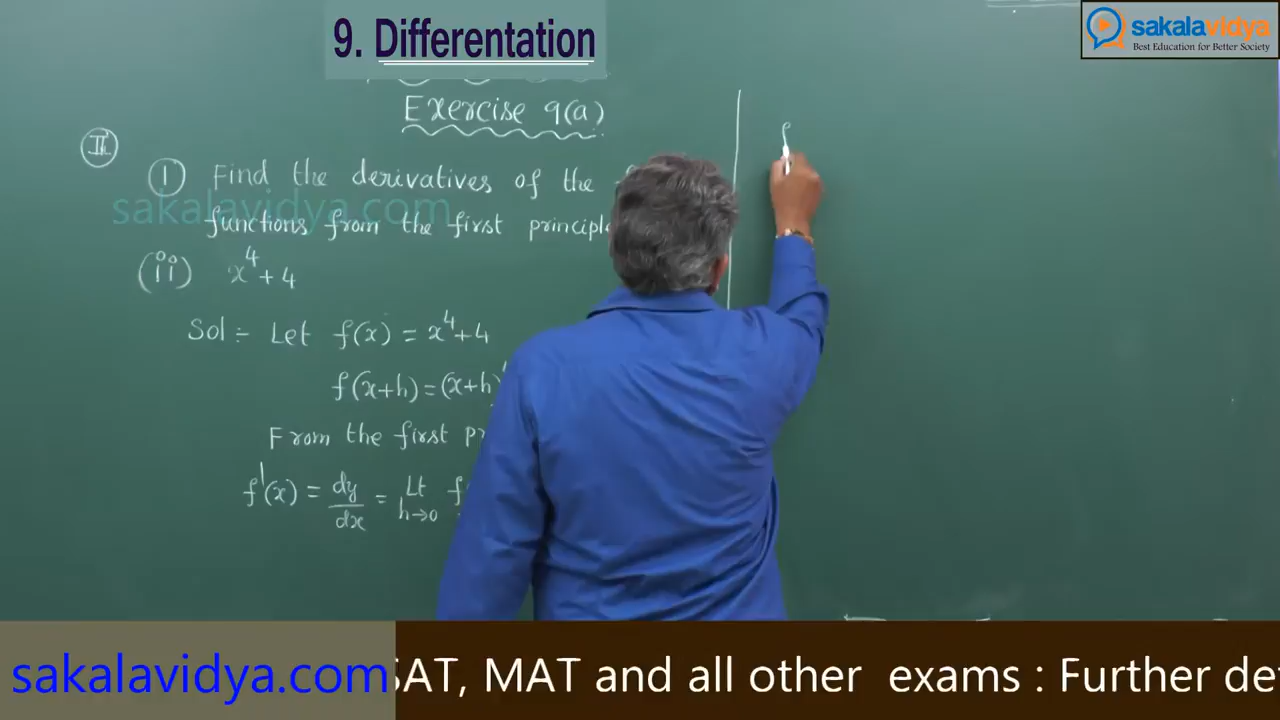 9. Differentation
sakalavidya
Best Education for Better Society
Exercise 9(a)
II
1 Find the derivatives of the
functions from the first principle
sakalavidya.com
(ii) x⁴+4
Sol:- Let f(x) = x⁴+4
f(x+h) = (x+h)
From the first
f'(x) = dy/dx = Lt h→0
sakalavidya.com
SAT, MAT and all other exams : Further det